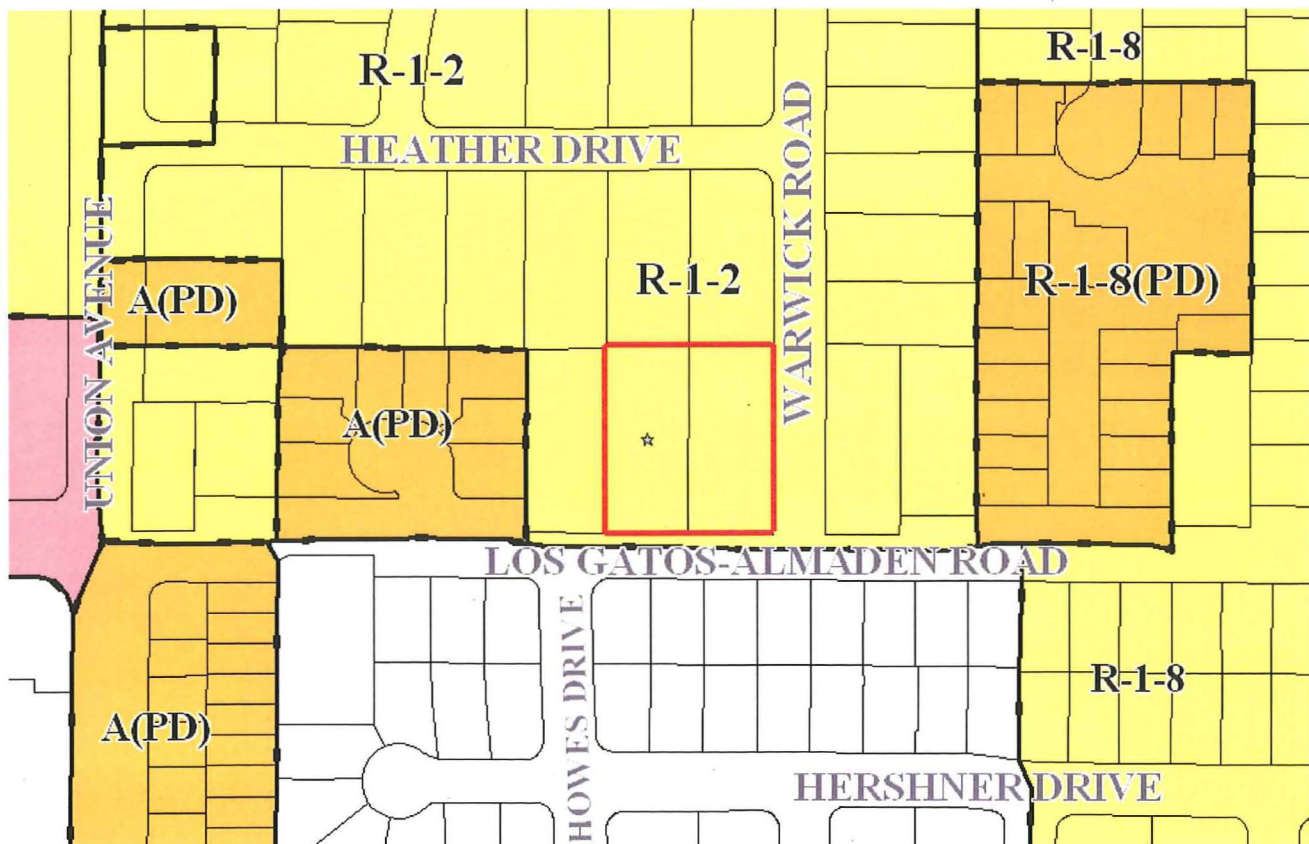 R-1-8
R-1-2
HEATHER DRIVE
WARWICK ROAD
UNION AVENUE
A(PD)
R-1-2
R-1-8(PD)
A(PD)
LOS GATOS-ALMADEN ROAD
HOWES DRIVE
R-1-8
A(PD)
HERSHNER DRIVE